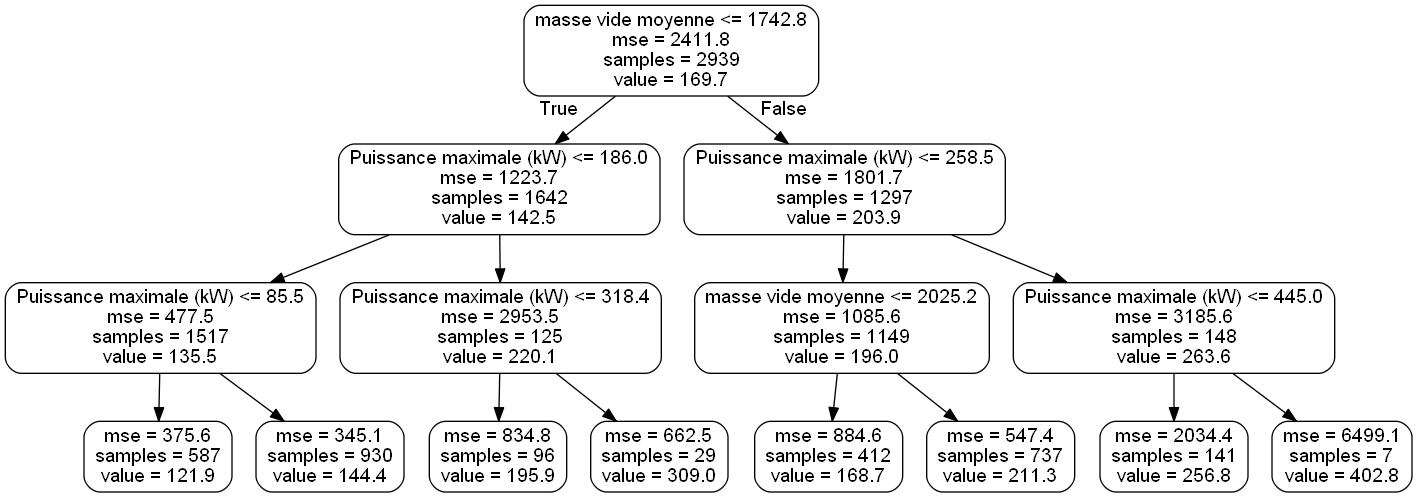 masse vide moyenne <= 1742.8
mse = 2411.8
samples = 2939
value = 169.7
True
False
Puissance maximale (kW) <= 186.0
mse = 1223.7
samples = 1642
value = 142.5
Puissance maximale (kW) <= 258.5
mse = 1801.7
samples = 1297
value = 203.9
Puissance maximale (kW) <= 85.5
mse = 477.5
samples = 1517
value = 135.5
Puissance maximale (kW) <= 318.4
mse = 2953.5
samples = 125
value = 220.1
masse vide moyenne <= 2025.2
mse = 1085.6
samples = 1149
value = 196.0
Puissance maximale (kW) <= 445.0
mse = 3185.6
samples = 148
value = 263.6
mse = 375.6
samples = 587
value = 121.9
mse = 345.1
samples = 930
value = 144.4
mse = 834.8
samples = 96
value = 195.9
mse = 662.5
samples = 29
value = 309.0
mse = 884.6
samples = 412
value = 168.7
mse = 547.4
samples = 737
value = 211.3
mse = 2034.4
samples = 141
value = 256.8
mse = 6499.1
samples = 7
value = 402.8